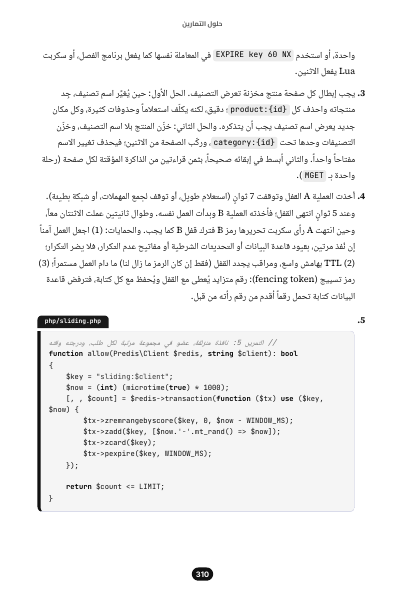 حلول التمارين
واحدة، أو استخدم EXPIRE key 60 NX في المعاملة نفسها كما يفعل برنامج الفصل، أو سكربت
Lua يفعل الاثنين.
3. يجب إبطال كل صفحة منتج مخزنة تعرض التصنيف. الحل الأول: حين يُغيَّر اسم تصنيف، جِد
منتجاته واحذف كل product:{id}؛ دقيق، لكنه يكلّف استعلاماً وحذوفات كثيرة، وكل مكان
جديد يعرض اسم تصنيف يجب أن يتذكره. والحل الثاني: خزّن المنتج بلا اسم التصنيف، وخزّن
التصنيفات وحدها تحت category:{id}، وركّب الصفحة من الاثنين؛ فيحذف تغيير الاسم
مفتاحاً واحداً. والثاني أبسط في إبقائه صحيحاً، بثمن قراءتين من الذاكرة المؤقتة لكل صفحة (رحلة
واحدة بـ MGET).
4. أخذت العملية A القفل وتوقفت 7 ثوانٍ (استعلام طويل، أو توقف لجمع المهملات، أو شبكة بطيئة).
وعند 5 ثوانٍ انتهى القفل؛ فأخذته العملية B وبدأت العمل نفسه. وطوال ثانيتين عملت الاثنتان معاً،
وحين انتهت A رأى سكربت تحريرها رمز B فترك قفل B كما يجب. والحمايات: (1) اجعل العمل آمناً
إن نُفذ مرتين، بقيود قاعدة البيانات أو التحديثات الشرطية أو مفاتيح عدم التكرار، فلا يضر التكرار؛
(2) TTL بهامش واسع، ومراقب يجدد القفل (فقط إن كان الرمز ما زال لنا) ما دام العمل مستمراً؛ (3)
رمز تسييج (fencing token): رقم متزايد يُعطى مع القفل ويُحفظ مع كل كتابة، فترفض قاعدة
البيانات كتابة تحمل رقماً أقدم من رقم رأته من قبل.
5.
php/sliding.php
// التمرين 5: نافذة منزلقة، عضو في مجموعة مرتبة لكل طلب، ودرجته وقته
function allow(Predis\Client $redis, string $client): bool
{
    $key = "sliding:$client";
    $now = (int) (microtime(true) * 1000);
    [, , $count] = $redis->transaction(function ($tx) use ($key,
$now) {
        $tx->zremrangebyscore($key, 0, $now - WINDOW_MS);
        $tx->zadd($key, [$now.'-'.mt_rand() => $now]);
        $tx->zcard($key);
        $tx->pexpire($key, WINDOW_MS);
    });
    return $count <= LIMIT;
}
310